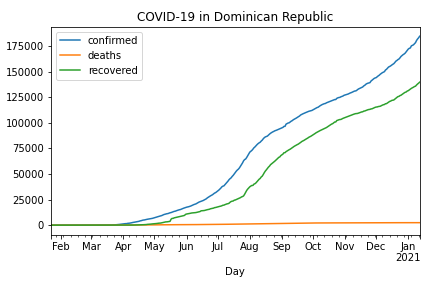 COVID-19 in Dominican Republic
confirmed
deaths
recovered
175000
150000
125000
100000
75000
50000
25000
0
Feb Mar Apr May Jun Jul Aug Sep Oct Nov Dec Jan
2021
Day